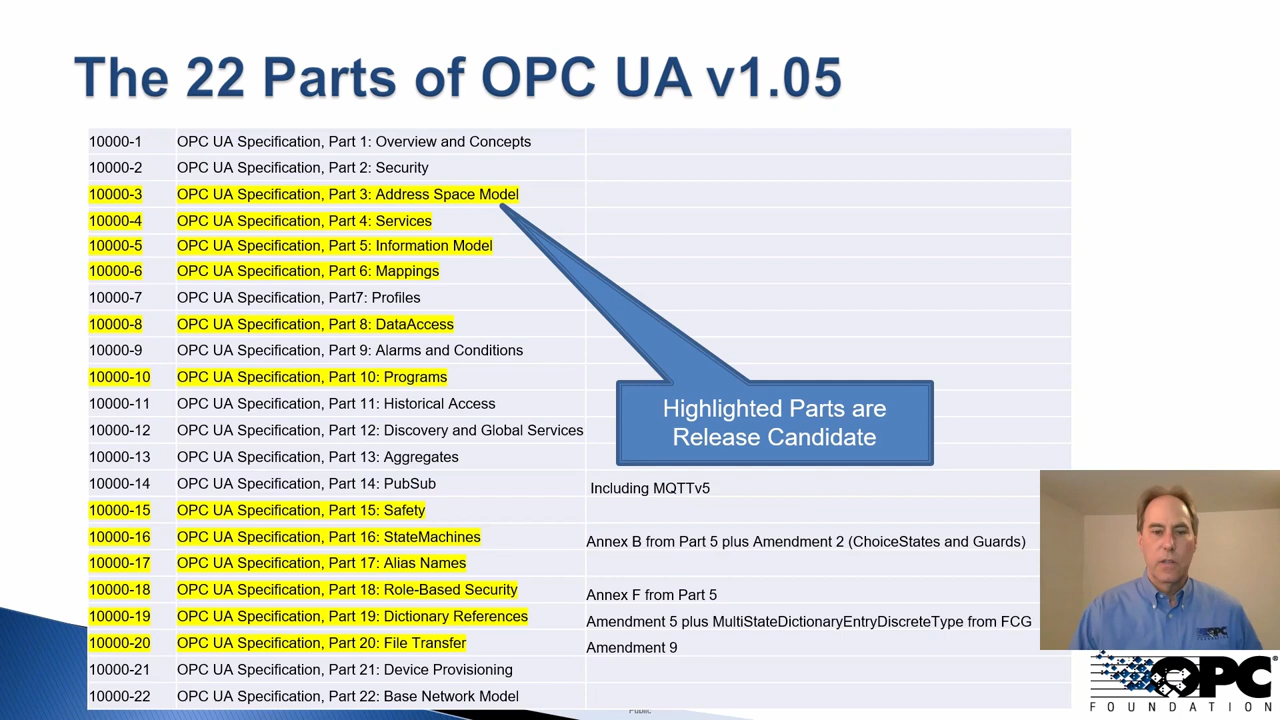 The 22 Parts of OPC UA v1.05
10000-1 OPC UA Specification, Part 1: Overview and Concepts
10000-2 OPC UA Specification, Part 2: Security
10000-3 OPC UA Specification, Part 3: Address Space Model
10000-4 OPC UA Specification, Part 4: Services
10000-5 OPC UA Specification, Part 5: Information Model
10000-6 OPC UA Specification, Part 6: Mappings
10000-7 OPC UA Specification, Part7: Profiles
10000-8 OPC UA Specification, Part 8: DataAccess
10000-9 OPC UA Specification, Part 9: Alarms and Conditions
10000-10 OPC UA Specification, Part 10: Programs
10000-11 OPC UA Specification, Part 11: Historical Access
10000-12 OPC UA Specification, Part 12: Discovery and Global Services
10000-13 OPC UA Specification, Part 13: Aggregates
10000-14 OPC UA Specification, Part 14: PubSub Including MQTTv5
10000-15 OPC UA Specification, Part 15: Safety
10000-16 OPC UA Specification, Part 16: StateMachines Annex B from Part 5 plus Amendment 2 (ChoiceStates and Guards)
10000-17 OPC UA Specification, Part 17: Alias Names
10000-18 OPC UA Specification, Part 18: Role-Based Security Annex F from Part 5
10000-19 OPC UA Specification, Part 19: Dictionary References Amendment 5 plus MultiStateDictionaryEntryDiscreteType from FCG
10000-20 OPC UA Specification, Part 20: File Transfer Amendment 9
10000-21 OPC UA Specification, Part 21: Device Provisioning
10000-22 OPC UA Specification, Part 22: Base Network Model
Highlighted Parts are
Release Candidate
OPC
OPC®
FOUNDATION
Public